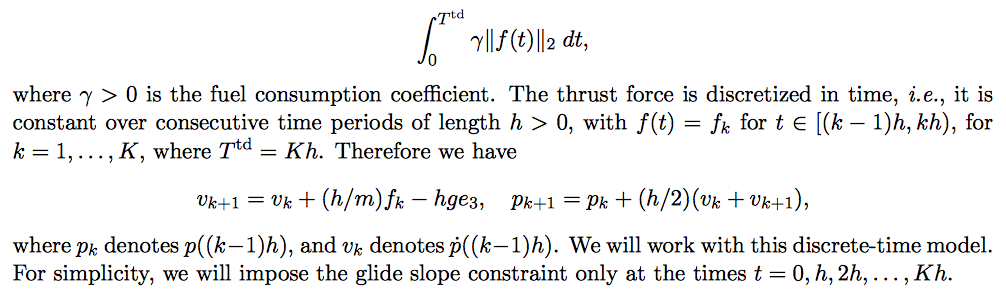 ∫₀^{T^td} γ‖f(t)‖₂ dt,
where γ > 0 is the fuel consumption coefficient. The thrust force is discretized in time, i.e., it is
constant over consecutive time periods of length h > 0, with f(t) = f_k for t ∈ [(k − 1)h, kh), for
k = 1, . . . , K, where T^td = Kh. Therefore we have
v_{k+1} = v_k + (h/m)f_k − hge₃, p_{k+1} = p_k + (h/2)(v_k + v_{k+1}),
where p_k denotes p((k−1)h), and v_k denotes ṗ((k−1)h). We will work with this discrete-time model.
For simplicity, we will impose the glide slope constraint only at the times t = 0, h, 2h, . . . , Kh.